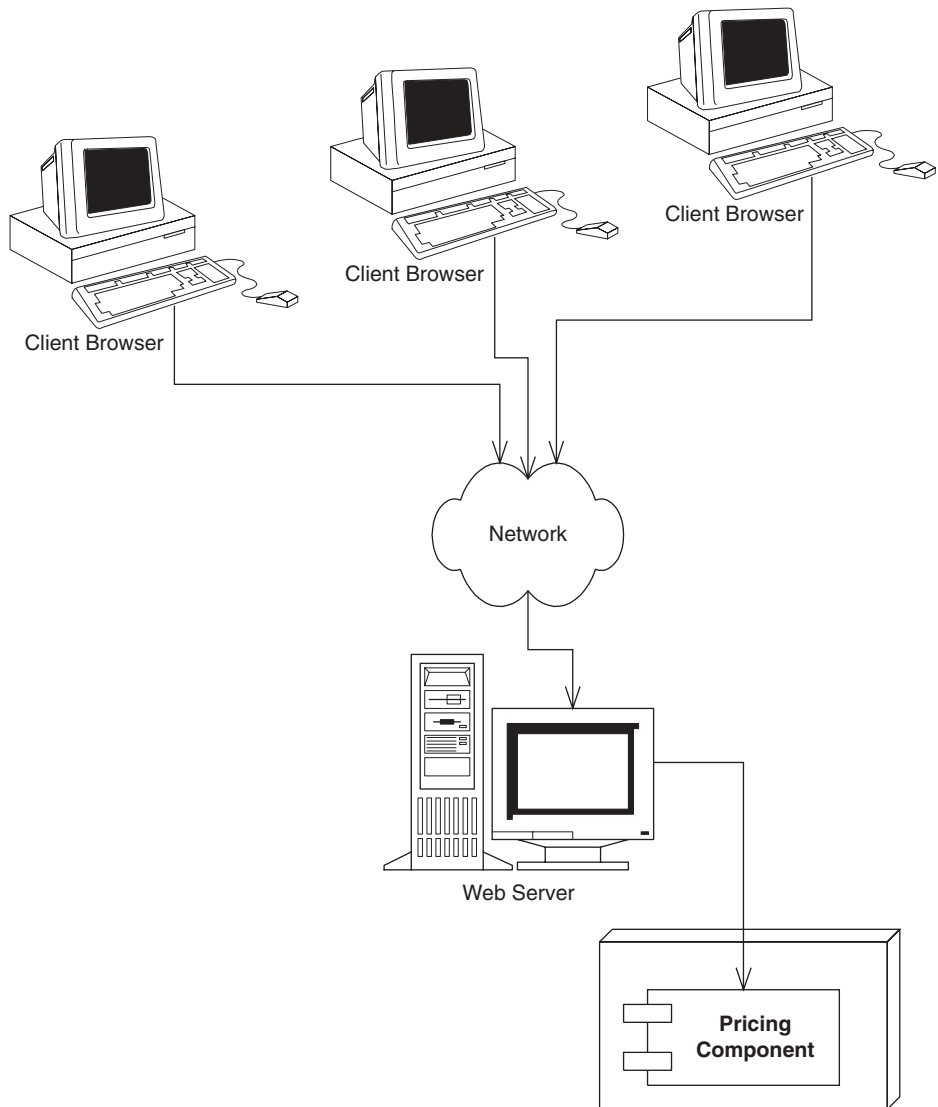 Client Browser
Client Browser
Client Browser
Network
Web Server
Pricing
Component